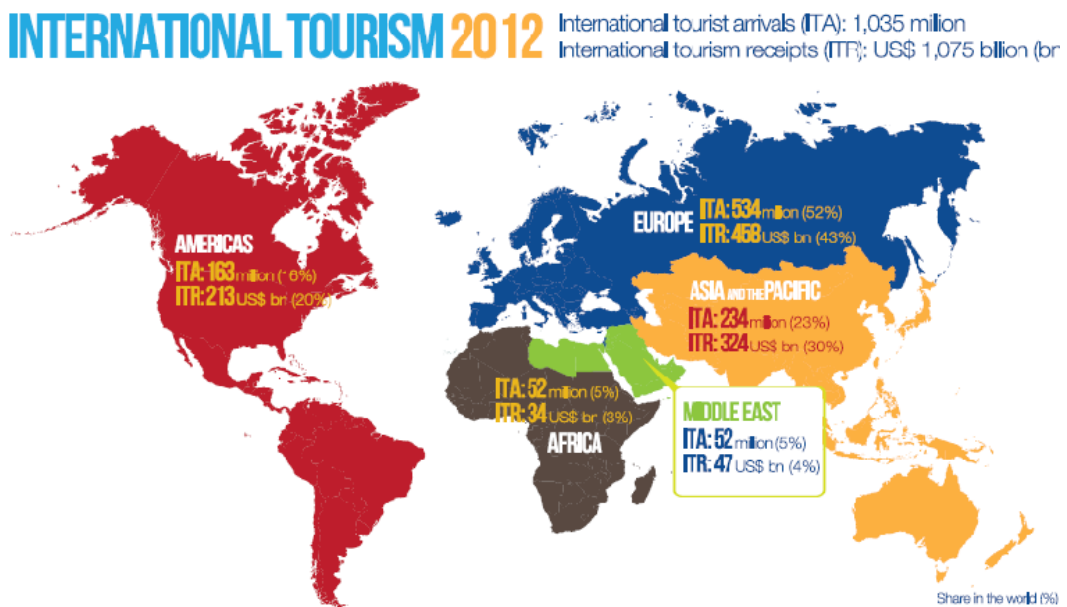 INTERNATIONAL TOURISM 2012
International tourist arrivals (ITA): 1,035 million
International tourism receipts (ITR): US$ 1,075 billion (bn
AMERICAS
ITA: 163 million (16%)
ITR: 213 US$ bn (20%)
EUROPE
ITA: 534 million (52%)
ITR: 458 US$ bn (43%)
ASIA AND THE PACIFIC
ITA: 234 million (23%)
ITR: 324 US$ bn (30%)
ITA: 52 million (5%)
ITR: 34 US$ bn (3%)
AFRICA
MIDDLE EAST
ITA: 52 million (5%)
ITR: 47 US$ bn (4%)
Share in the world (%)